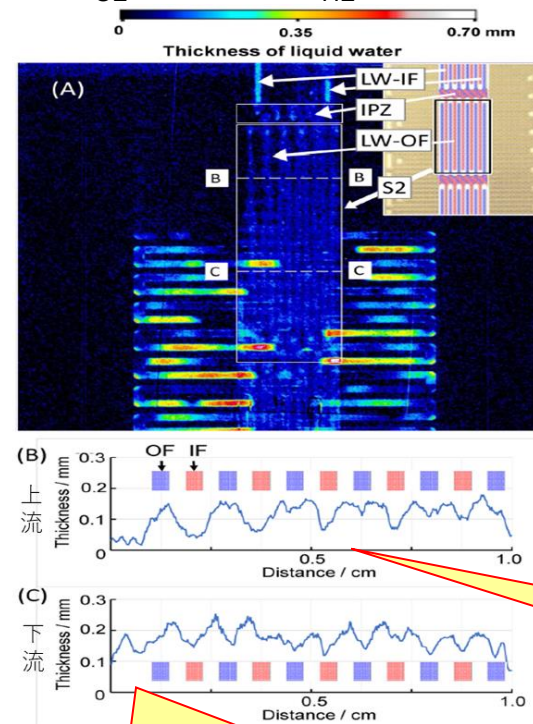 0 0.35 0.70 mm
Thickness of liquid water
(A)
LW-IF
IPZ
LW-OF
B B
S2
C C
(B)
OF IF
上流
Thickness / mm
0.3
0.2
0.1
0
0.5 1.0
Distance / cm
(C)
下流
Thickness / mm
0.3
0.2
0.1
0.5 1.0
Distance / cm